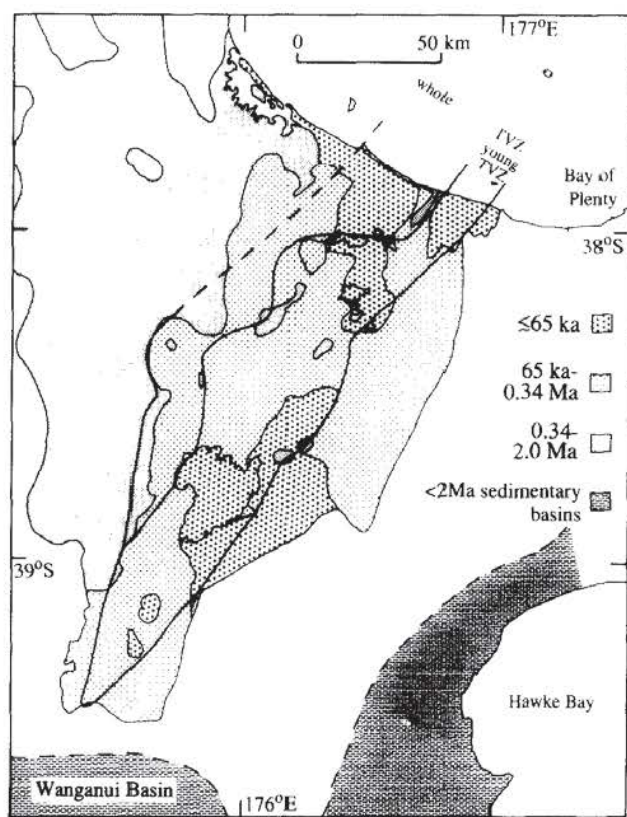 177°E
0 50 km
whole
TVZ
young
TVZ
Bay of
Plenty
38°S
≤65 ka
65 ka-
0.34 Ma
0.34-
2.0 Ma
<2Ma sedimentary
basins
39°S
Hawke Bay
Wanganui Basin
176°E